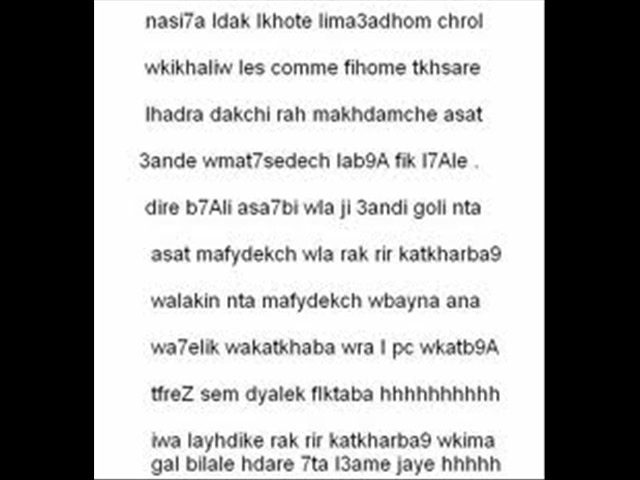 nasi7a ldak lkhote lima3adhom chrol
wkikhaliw les comme fihome tkhsare
lhadra dakchi rah makhdamche asat
3ande wmat7sedech lab9A fik l7Ale .
dire b7Ali asa7bi wla ji 3andi goli nta
asat mafydekch wla rak rir katkharba9
walakin nta mafydekch wbayna ana
wa7elik wakatkhaba wra l pc wkatb9A
tfreZ sem dyalek flktaba hhhhhhhhhh
iwa layhdike rak rir katkharba9 wkima
gal bilale hdare 7ta l3ame jaye hhhhh